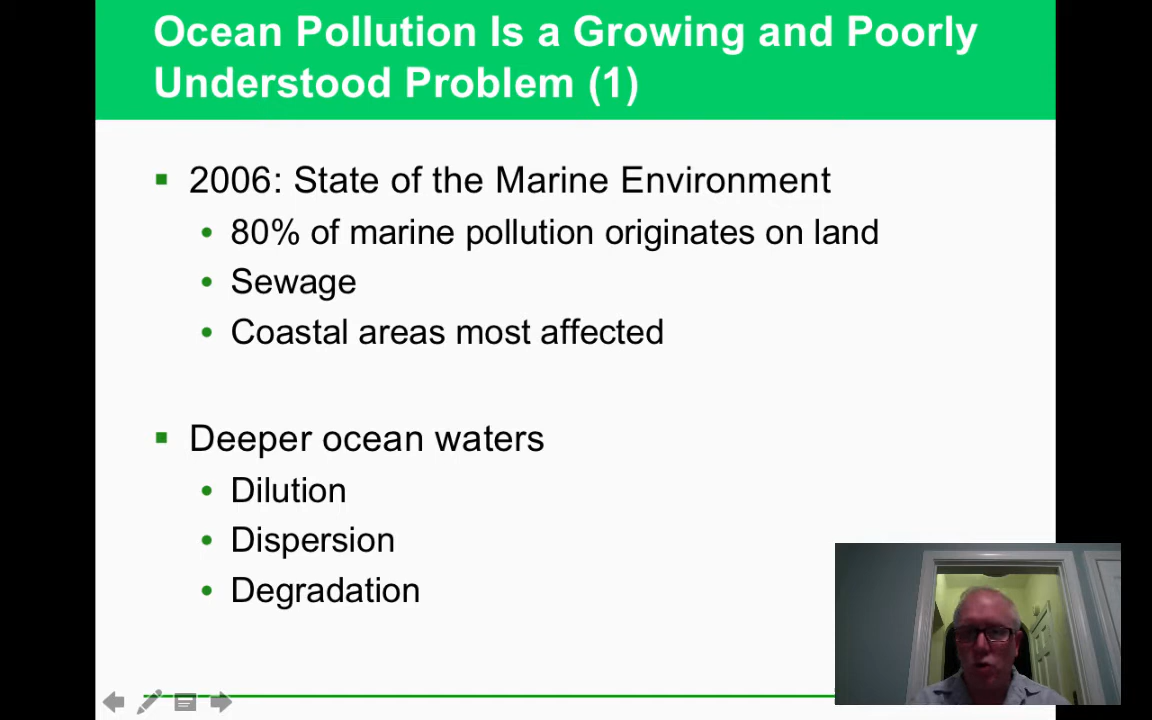 Ocean Pollution Is a Growing and Poorly
Understood Problem (1)
2006: State of the Marine Environment
80% of marine pollution originates on land
Sewage
Coastal areas most affected
Deeper ocean waters
Dilution
Dispersion
Degradation